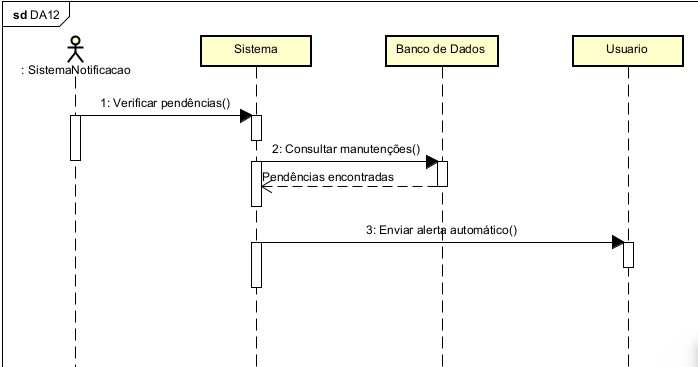 sd DA12
: SistemaNotificacao
Sistema
Banco de Dados
Usuario
1: Verificar pendências()
2: Consultar manutenções()
Pendências encontradas
3: Enviar alerta automático()